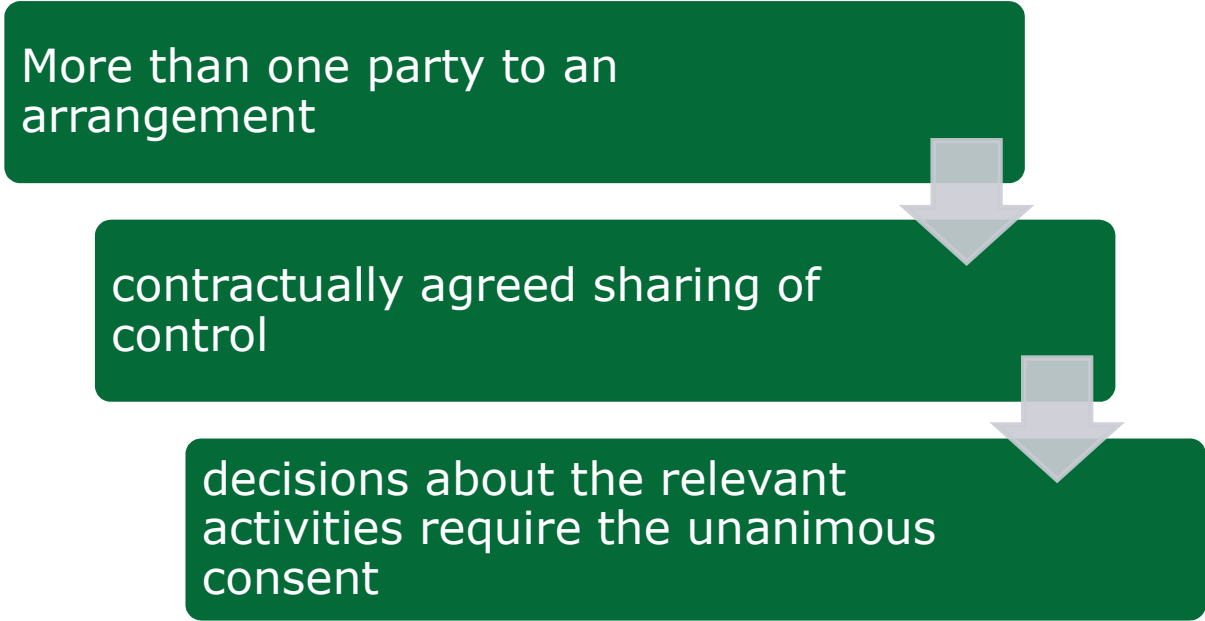 More than one party to an
arrangement
contractually agreed sharing of
control
decisions about the relevant
activities require the unanimous
consent